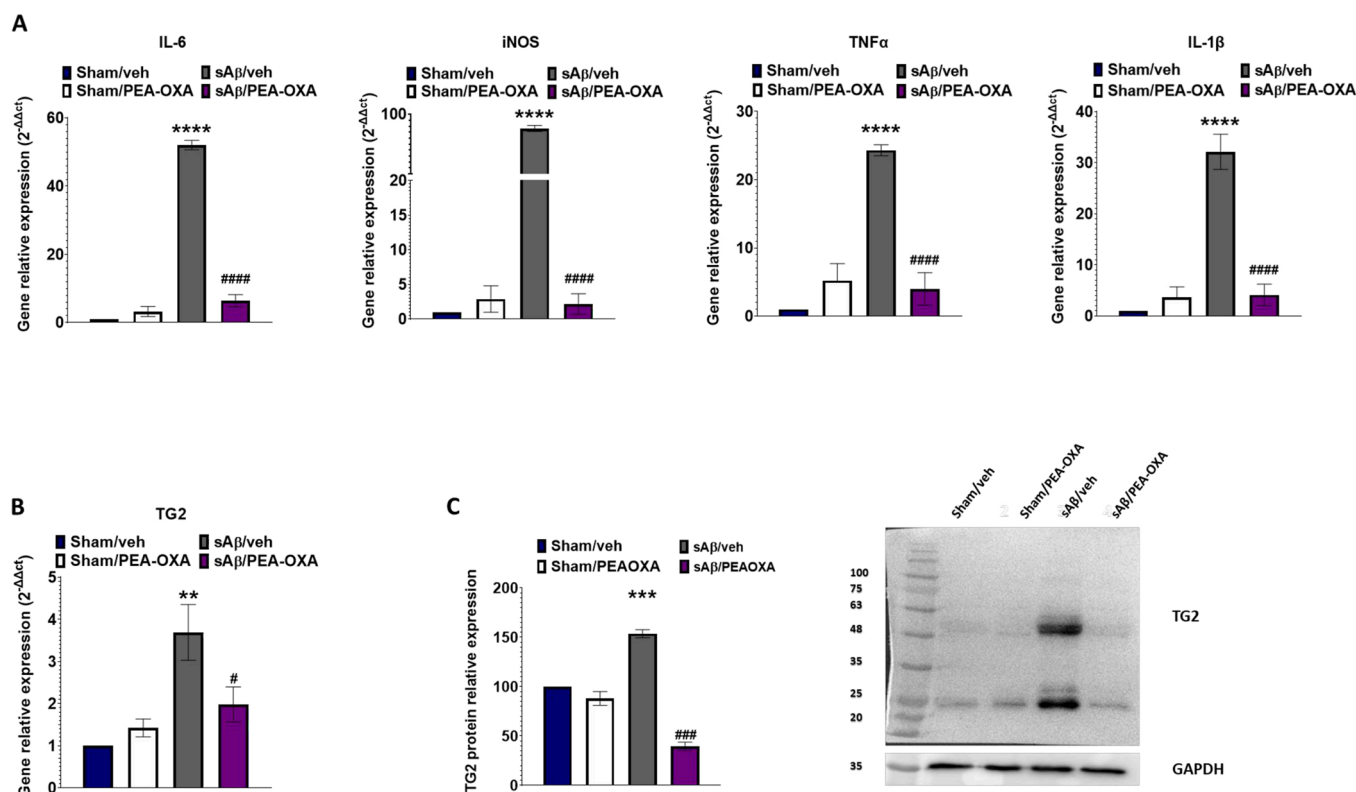 A
IL-6
Sham/veh sAβ/veh
Sham/PEA-OXA sAβ/PEA-OXA
Gene relative expression (2-ΔΔct)
60
40
20
0
****
####
iNOS
Sham/veh sAβ/veh
Sham/PEA-OXA sAβ/PEA-OXA
Gene relative expression (2-ΔΔct)
100
20
15
10
5
0
****
####
TNFα
Sham/veh sAβ/veh
Sham/PEA-OXA sAβ/PEA-OXA
Gene relative expression (2-ΔΔct)
30
20
10
0
****
####
IL-1β
Sham/veh sAβ/veh
Sham/PEA-OXA sAβ/PEA-OXA
Gene relative expression (2-ΔΔct)
40
30
20
10
0
****
####
B
TG2
Sham/veh sAβ/veh
Sham/PEA-OXA sAβ/PEA-OXA
Gene relative expression (2-ΔΔct)
5
4
3
2
1
0
**
#
C
Sham/veh sAβ/veh
Sham/PEAOXA sAβ/PEAOXA
TG2 protein relative expression
200
150
100
50
0
***
###
Sham/veh
Sham/PEA-OXA
sAβ/veh
sAβ/PEA-OXA
100
75
63
48
35
25
20
TG2
35
GAPDH